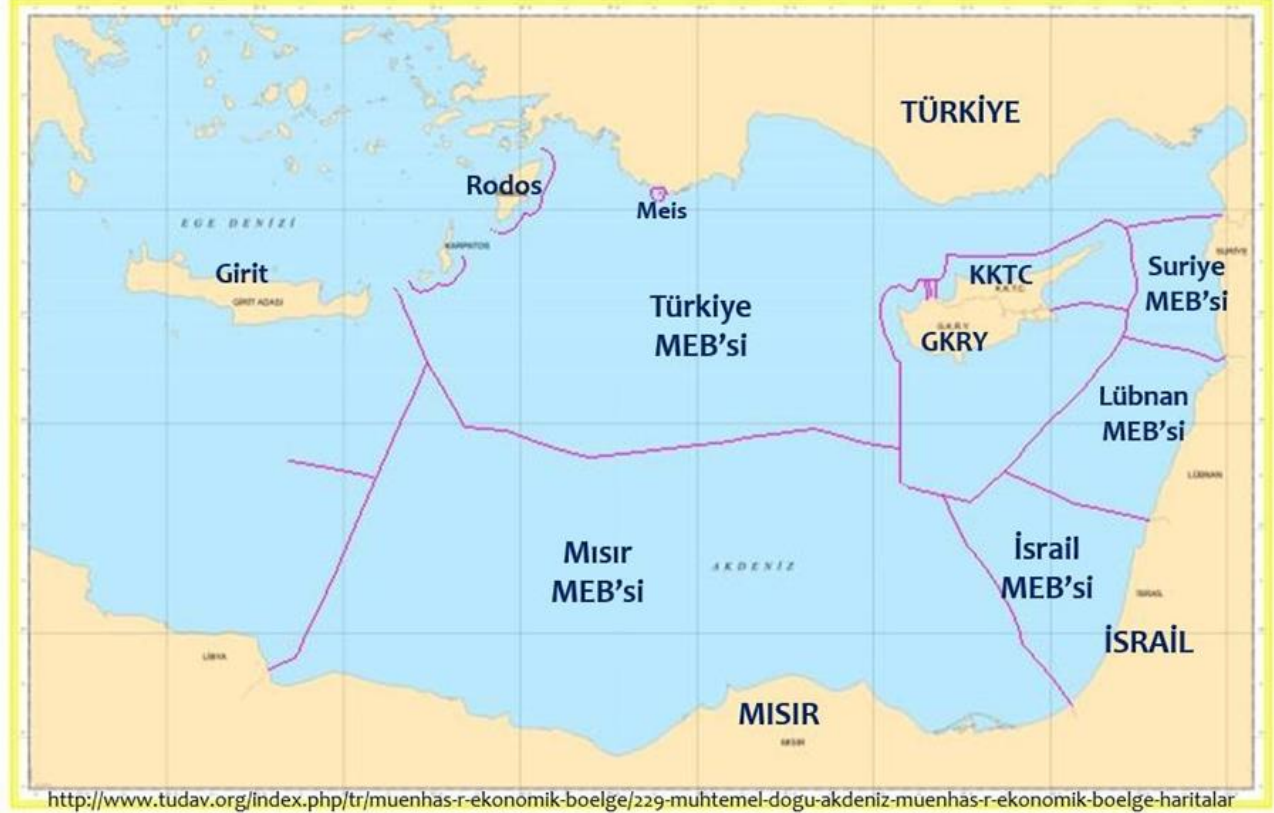 TÜRKİYE
Rodos
Meis
EGE DENİZİ
KARPATOS
SURİYE
Girit
GİRİT ADASI
KKTC
K.K.T.C.
Suriye
MEB'si
Türkiye
MEB'si
G.K.R.Y
GKRY
Lübnan
MEB'si
LÜBNAN
Mısır
MEB'si
AKDENİZ
İsrail
MEB'si
İSRAİL
İSRAİL
LİBYA
MISIR
MISIR
http://www.tudav.org/index.php/tr/muenhas-r-ekonomik-boelge/229-muhtemel-dogu-akdeniz-muenhas-r-ekonomik-boelge-haritalar